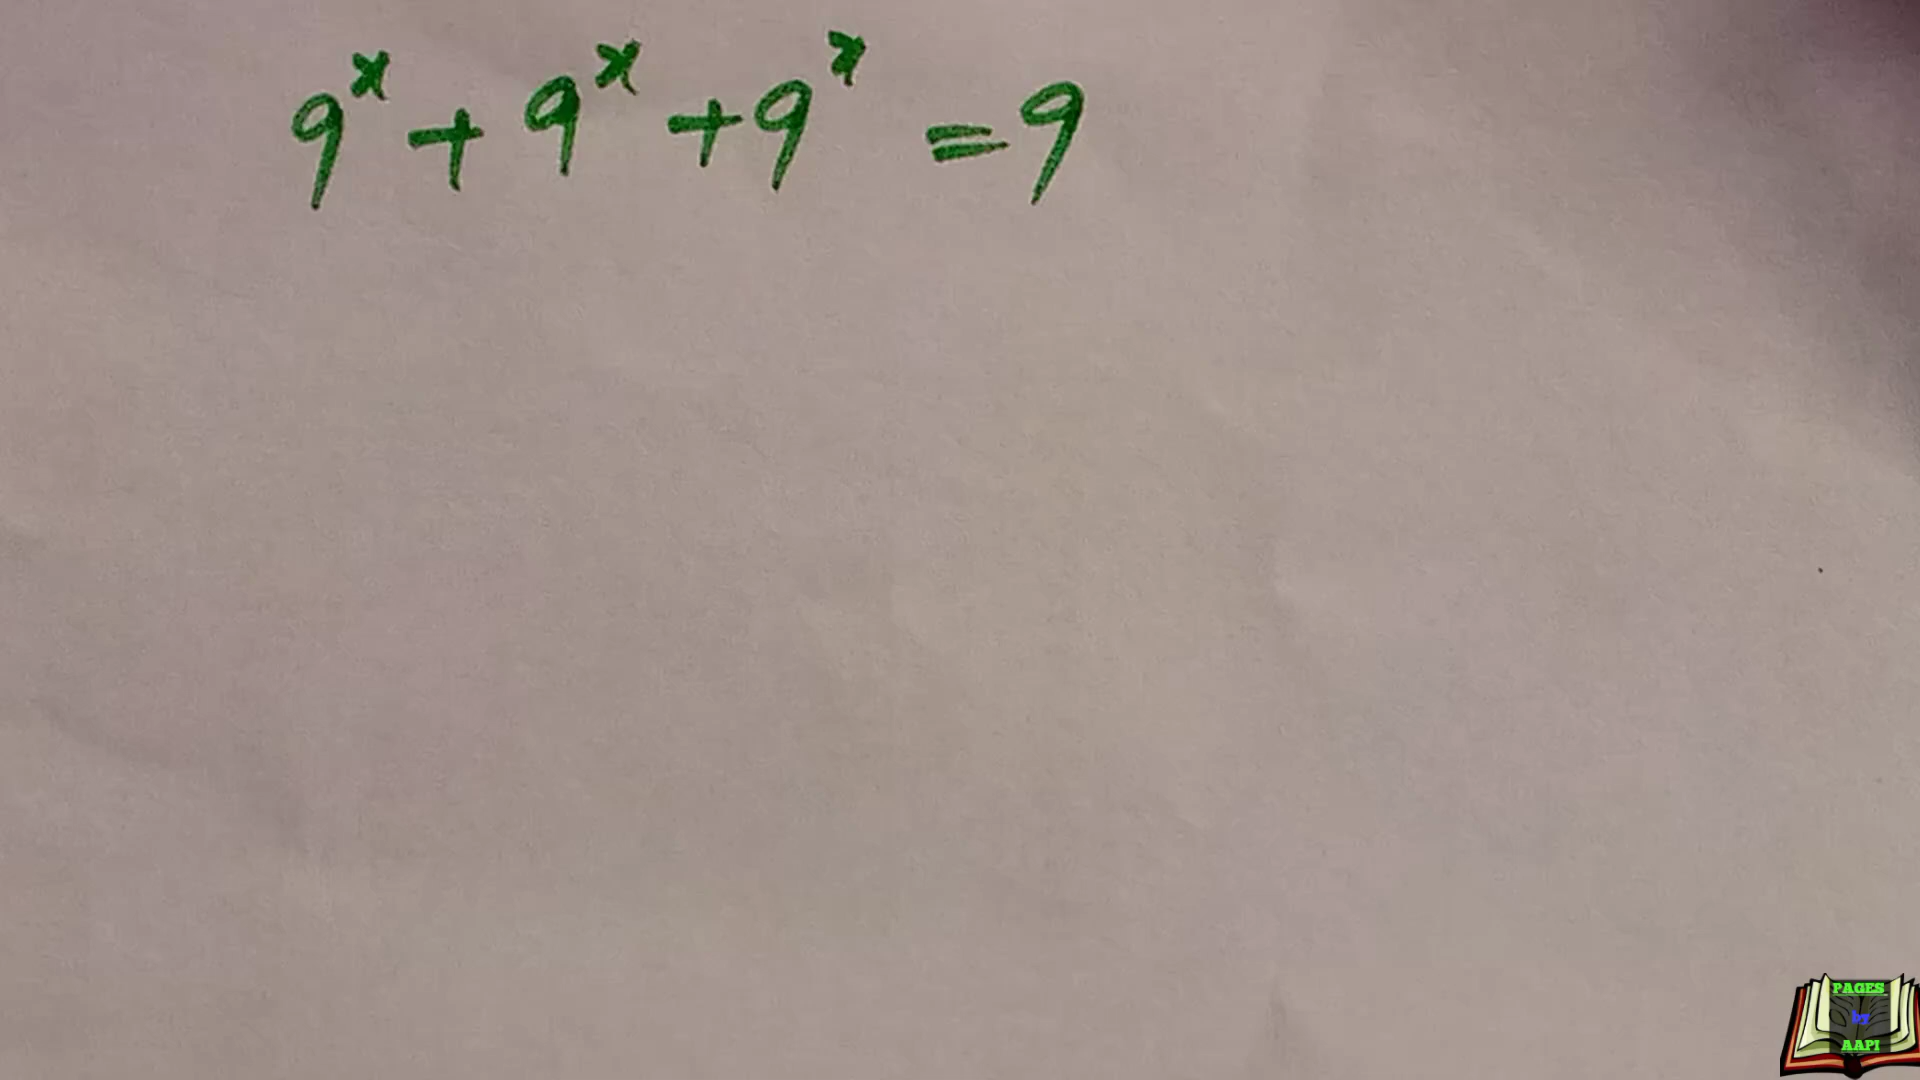 9^x + 9^x + 9^x = 9
PAGES
by
AAPI